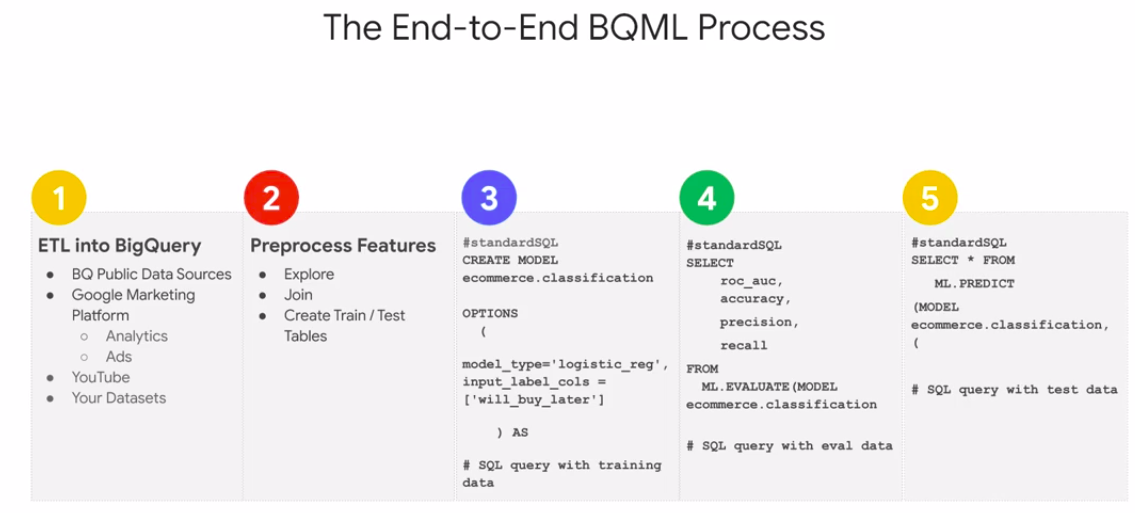 The End-to-End BQML Process
1
ETL into BigQuery
BQ Public Data Sources
Google Marketing
Platform
Analytics
Ads
YouTube
Your Datasets
2
Preprocess Features
Explore
Join
Create Train / Test
Tables
3
#standardSQL
CREATE MODEL
ecommerce.classification
OPTIONS
(
model_type='logistic_reg',
input_label_cols =
['will_buy_later']
) AS
# SQL query with training
data
4
#standardSQL
SELECT
roc_auc,
accuracy,
precision,
recall
FROM
ML.EVALUATE(MODEL
ecommerce.classification
# SQL query with eval data
5
#standardSQL
SELECT * FROM
ML.PREDICT
(MODEL
ecommerce.classification,
(
# SQL query with test data